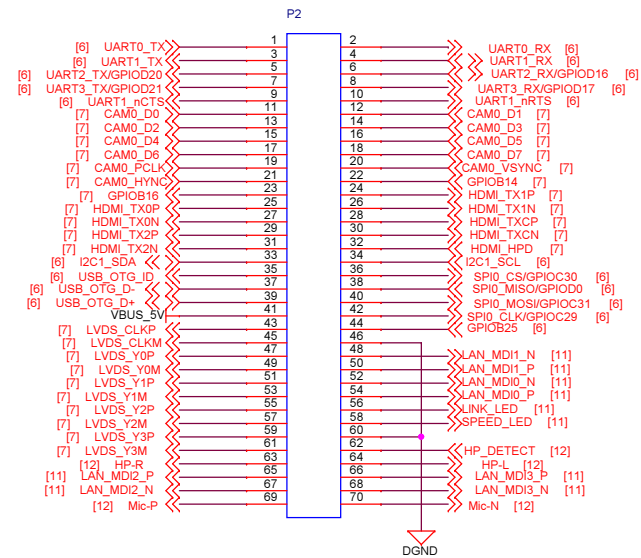 P2
[6] UART0_TX 1 2 UART0_RX [6]
[6] UART1_TX 3 4 UART1_RX [6]
[6] UART2_TX/GPIOD20 5 6 UART2_RX/GPIOD16 [6]
[6] UART3_TX/GPIOD21 7 8 UART3_RX/GPIOD17 [6]
[6] UART1_nCTS 9 10 UART1_nRTS [6]
[7] CAM0_D0 11 12 CAM0_D1 [7]
[7] CAM0_D2 13 14 CAM0_D3 [7]
[7] CAM0_D4 15 16 CAM0_D5 [7]
[7] CAM0_D6 17 18 CAM0_D7 [7]
[7] CAM0_PCLK 19 20 CAM0_VSYNC [7]
[7] CAM0_HYNC 21 22 GPIOB14 [7]
[7] GPIOB16 23 24 HDMI_TX1P [7]
[7] HDMI_TX0P 25 26 HDMI_TX1N [7]
[7] HDMI_TX0N 27 28 HDMI_TXCP [7]
[7] HDMI_TX2P 29 30 HDMI_TXCN [7]
[7] HDMI_TX2N 31 32 HDMI_HPD [7]
[6] I2C1_SDA 33 34 I2C1_SCL [6]
[6] USB_OTG_ID 35 36 SPI0_CS/GPIOC30 [6]
[6] USB_OTG_D- 37 38 SPI0_MISO/GPIOD0 [6]
[6] USB_OTG_D+ 39 40 SPI0_MOSI/GPIOC31 [6]
VBUS_5V 41 42 SPI0_CLK/GPIOC29 [6]
[7] LVDS_CLKP 43 44 GPIOB25 [6]
[7] LVDS_CLKM 45 46
[7] LVDS_Y0P 47 48 LAN_MDI1_N [11]
[7] LVDS_Y0M 49 50 LAN_MDI1_P [11]
[7] LVDS_Y1P 51 52 LAN_MDI0_N [11]
[7] LVDS_Y1M 53 54 LAN_MDI0_P [11]
[7] LVDS_Y2P 55 56 LINK_LED [11]
[7] LVDS_Y2M 57 58 SPEED_LED [11]
[7] LVDS_Y3P 59 60
[7] LVDS_Y3M 61 62 HP_DETECT [12]
[12] HP-R 63 64 HP-L [12]
[11] LAN_MDI2_P 65 66 LAN_MDI3_P [11]
[11] LAN_MDI2_N 67 68 LAN_MDI3_N [11]
[12] Mic-P 69 70 Mic-N [12]
DGND